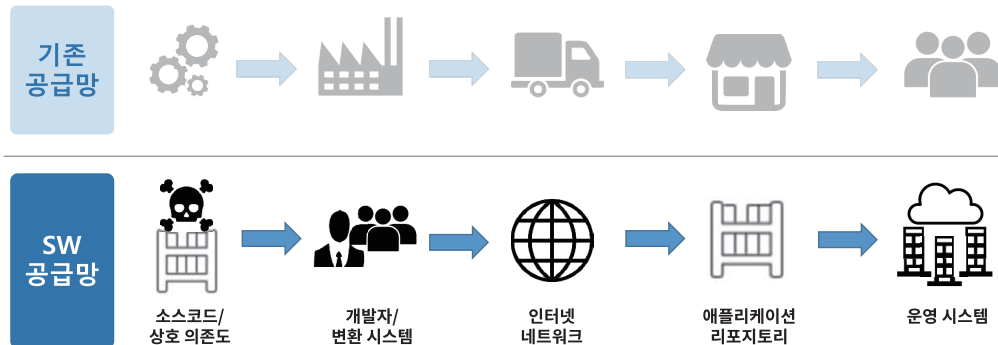 기존
공급망
SW
공급망
소스코드/
상호 의존도
개발자/
변환 시스템
인터넷
네트워크
애플리케이션
리포지토리
운영 시스템